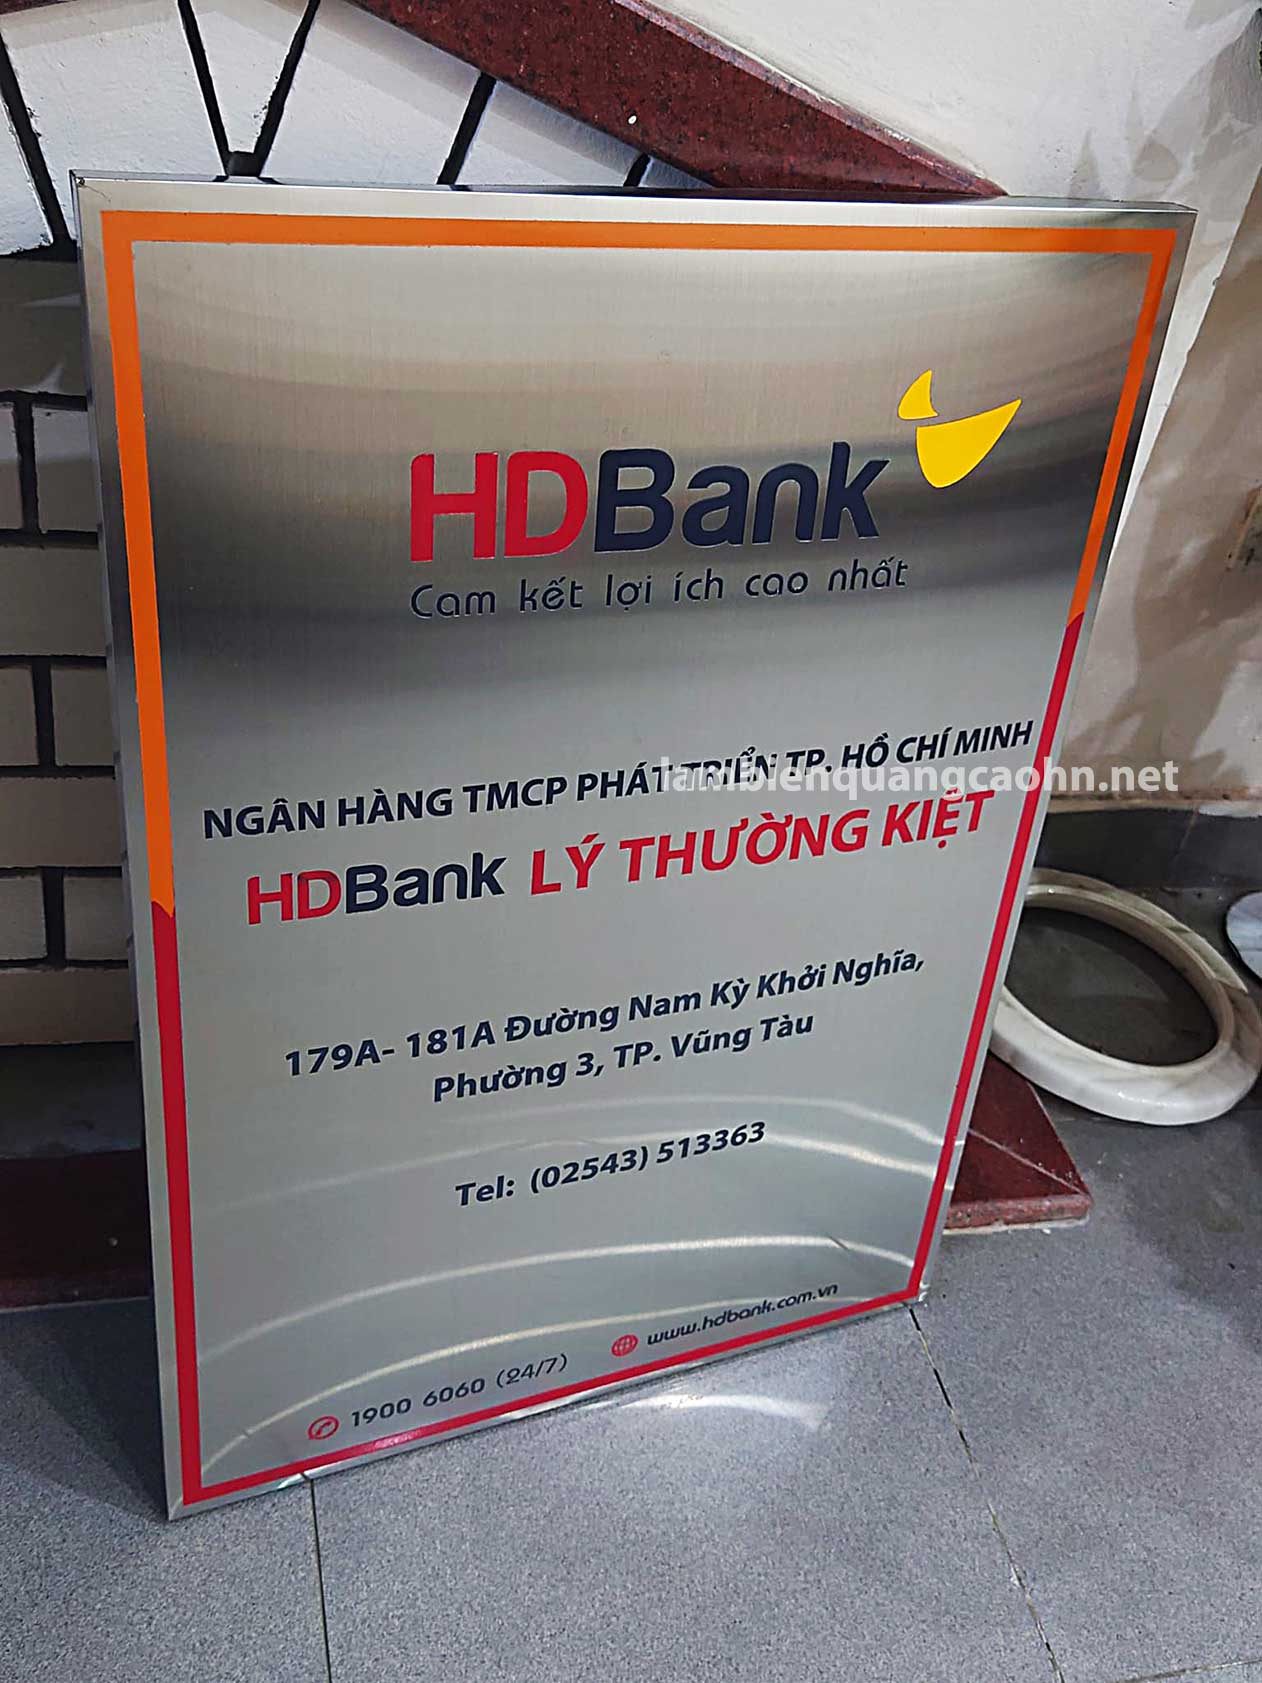 HDBank
Cam kết lợi ích cao nhất
NGÂN HÀNG TMCP PHÁT TRIỂN TP. HỒ CHÍ MINH
lambienquangcaohn.net
HDBank LÝ THƯỜNG KIỆT
179A- 181A Đường Nam Kỳ Khởi Nghĩa,
Phường 3, TP. Vũng Tàu
Tel: (02543) 513363
1900 6060 (24/7) www.hdbank.com.vn